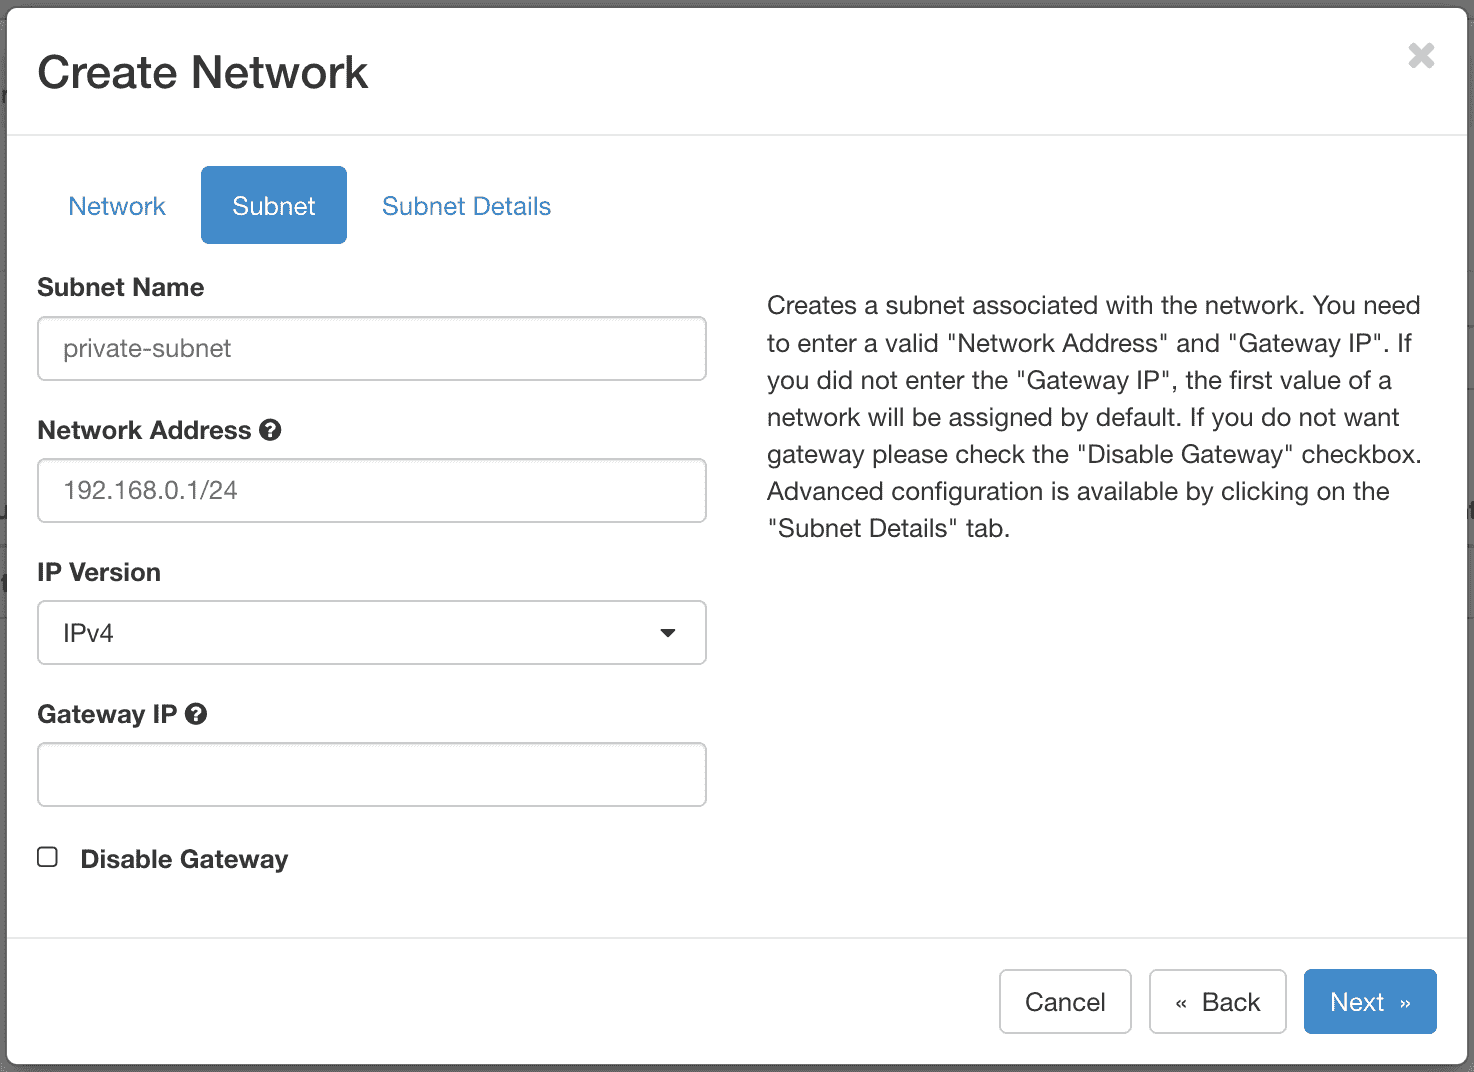 Create Network
Network
Subnet
Subnet Details
Subnet Name
private-subnet
Network Address
192.168.0.1/24
IP Version
IPv4
Gateway IP
Disable Gateway
Creates a subnet associated with the network. You need
to enter a valid "Network Address" and "Gateway IP". If
you did not enter the "Gateway IP", the first value of a
network will be assigned by default. If you do not want
gateway please check the "Disable Gateway" checkbox.
Advanced configuration is available by clicking on the
"Subnet Details" tab.
Cancel
« Back
Next »